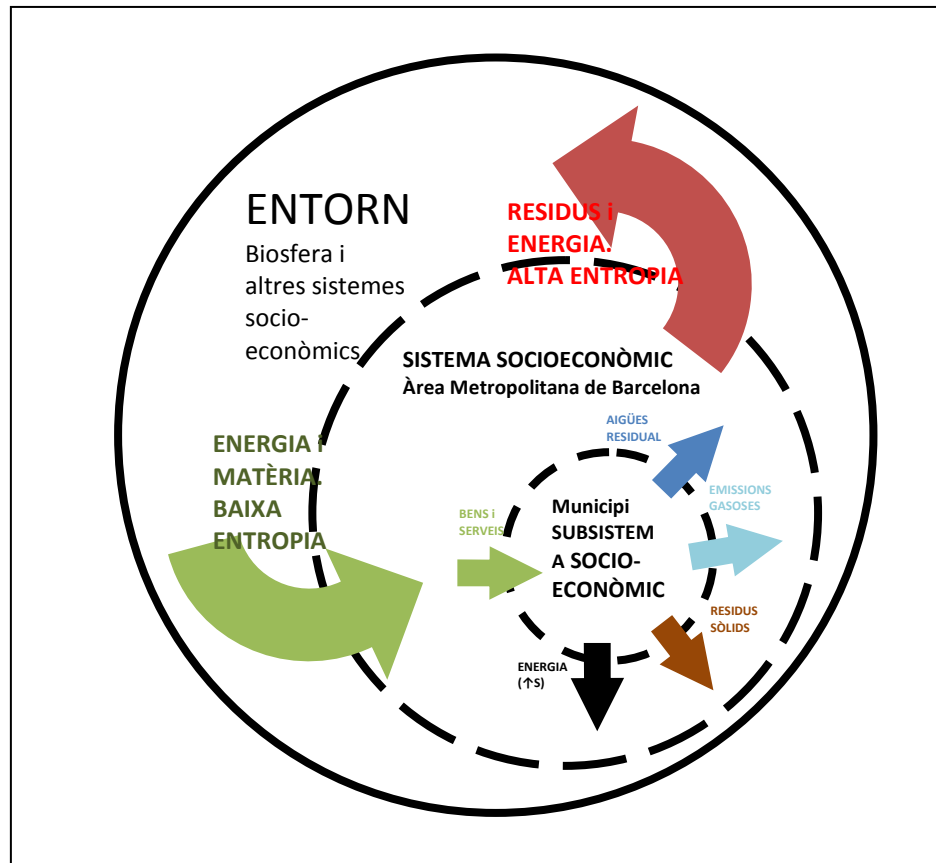 ENTORN
Biosfera i
altres sistemes
socio-
econòmics
RESIDUS i
ENERGIA.
ALTA ENTROPIA
SISTEMA SOCIOECONÒMIC
Àrea Metropolitana de Barcelona
ENERGIA i
MATÈRIA.
BAIXA
ENTROPIA
AIGÜES
RESIDUAL
EMISSIONS
GASOSES
BENS i
SERVEIS
Municipi
SUBSISTEM
A SOCIO-
ECONÒMIC
RESIDUS
SÒLIDS
ENERGIA
(↑S)